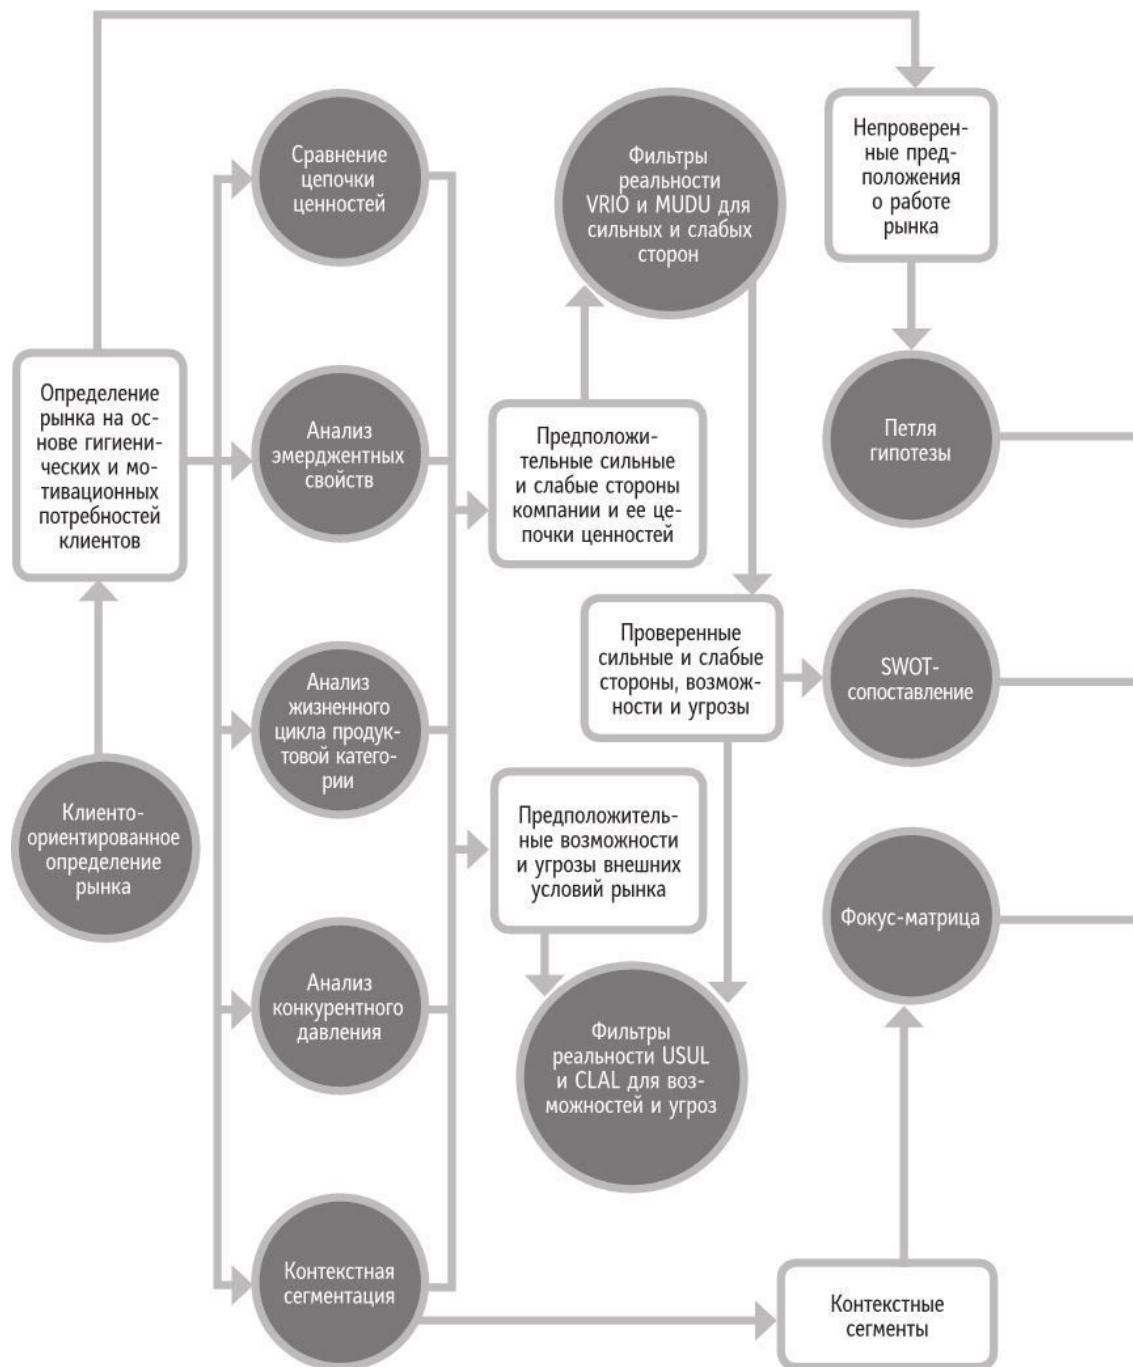 Сравнение
цепочки
ценностей
Фильтры
реальности
VRIO и MUDU для
сильных и слабых
сторон
Непроверен-
ные пред-
положения
о работе
рынка
Определение
рынка на ос-
нове гигиени-
ческих и мо-
тивационных
потребностей
клиентов
Анализ
эмерджентных
свойств
Предположи-
тельные сильные
и слабые стороны
компании и ее це-
почки ценностей
Петля
гипотезы
Проверенные
сильные и слабые
стороны, возмож-
ности и угрозы
SWOT-
сопоставление
Анализ
жизненного
цикла продук-
товой катего-
рии
Клиенто-
ориентированное
определение
рынка
Предположитель-
ные возможности
и угрозы внешних
условий рынка
Фокус-матрица
Анализ
конкурентного
давления
Фильтры
реальности USUL
и CLAL для воз-
можностей и угроз
Контекстная
сегментация
Контекстные
сегменты